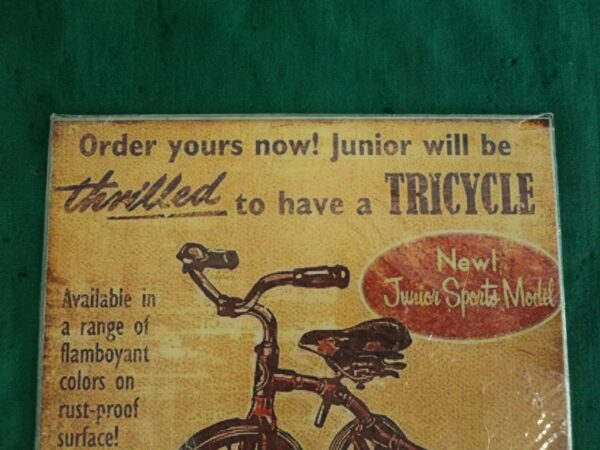 Order yours now! Junior will be
thrilled to have a TRICYCLE
New!
Junior Sports Model
Available in
a range of
flamboyant
colors on
rust-proof
surface!